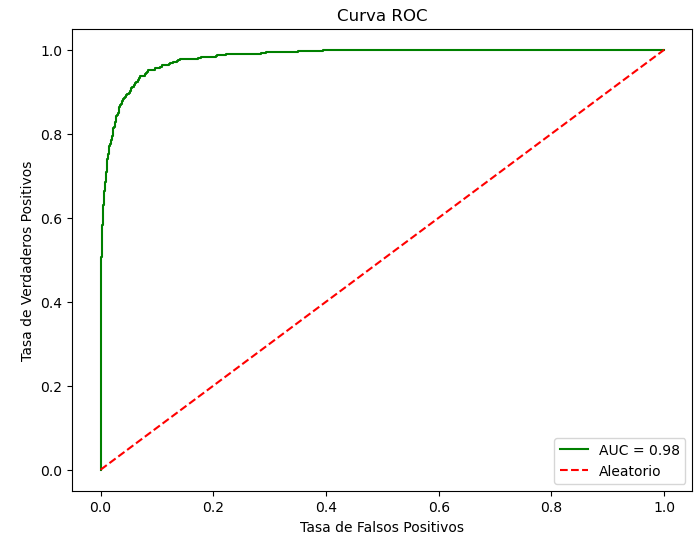 Curva ROC
Tasa de Verdaderos Positivos
1.0
0.8
0.6
0.4
0.2
0.0
0.0 0.2 0.4 0.6 0.8 1.0
Tasa de Falsos Positivos
AUC = 0.98
Aleatorio